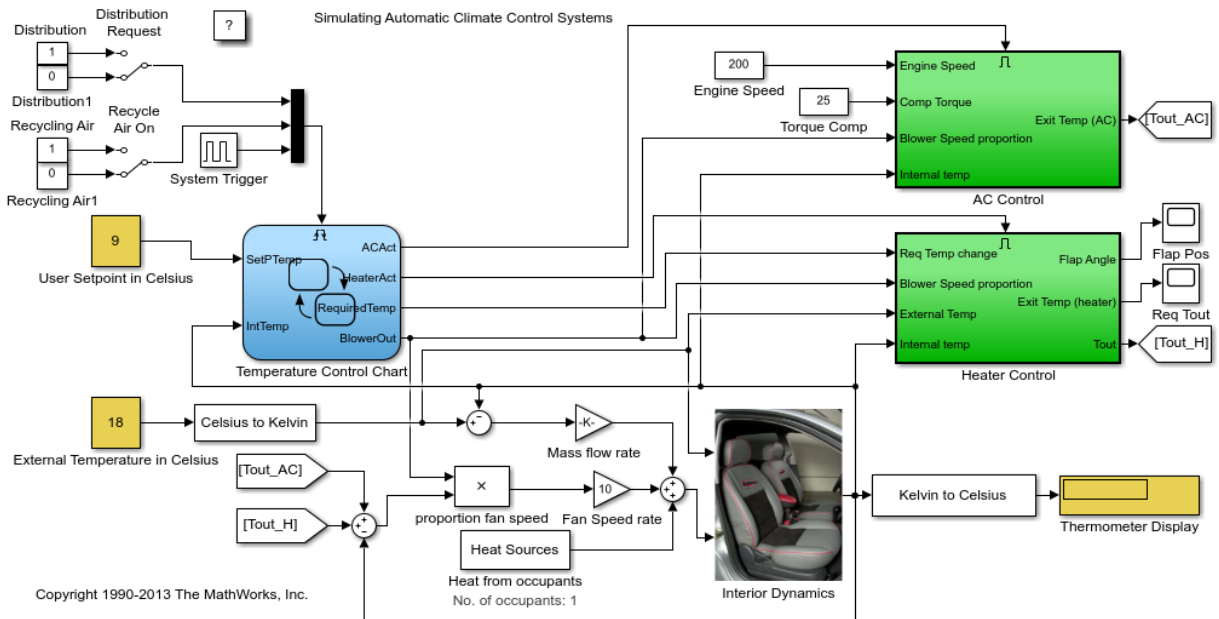 Simulating Automatic Climate Control Systems
Distribution
Distribution
Request
?
1
0
Distribution1
Recycling Air
Recycle
Air On
1
0
Recycling Air1
System Trigger
200
Engine Speed
25
Torque Comp
Engine Speed
Comp Torque
Blower Speed proportion
Internal temp
Exit Temp (AC)
AC Control
[Tout_AC]
9
User Setpoint in Celsius
SetPTemp
IntTemp
ACAct
HeaterAct
RequiredTemp
BlowerOut
Temperature Control Chart
Req Temp change
Blower Speed proportion
External Temp
Internal temp
Flap Angle
Exit Temp (heater)
Tout
Heater Control
Flap Pos
Req Tout
[Tout_H]
18
External Temperature in Celsius
Celsius to Kelvin
-K-
Mass flow rate
[Tout_AC]
[Tout_H]
×
proportion fan speed
10
Fan Speed rate
Heat Sources
Heat from occupants
No. of occupants: 1
Interior Dynamics
Kelvin to Celsius
Thermometer Display
Copyright 1990-2013 The MathWorks, Inc.